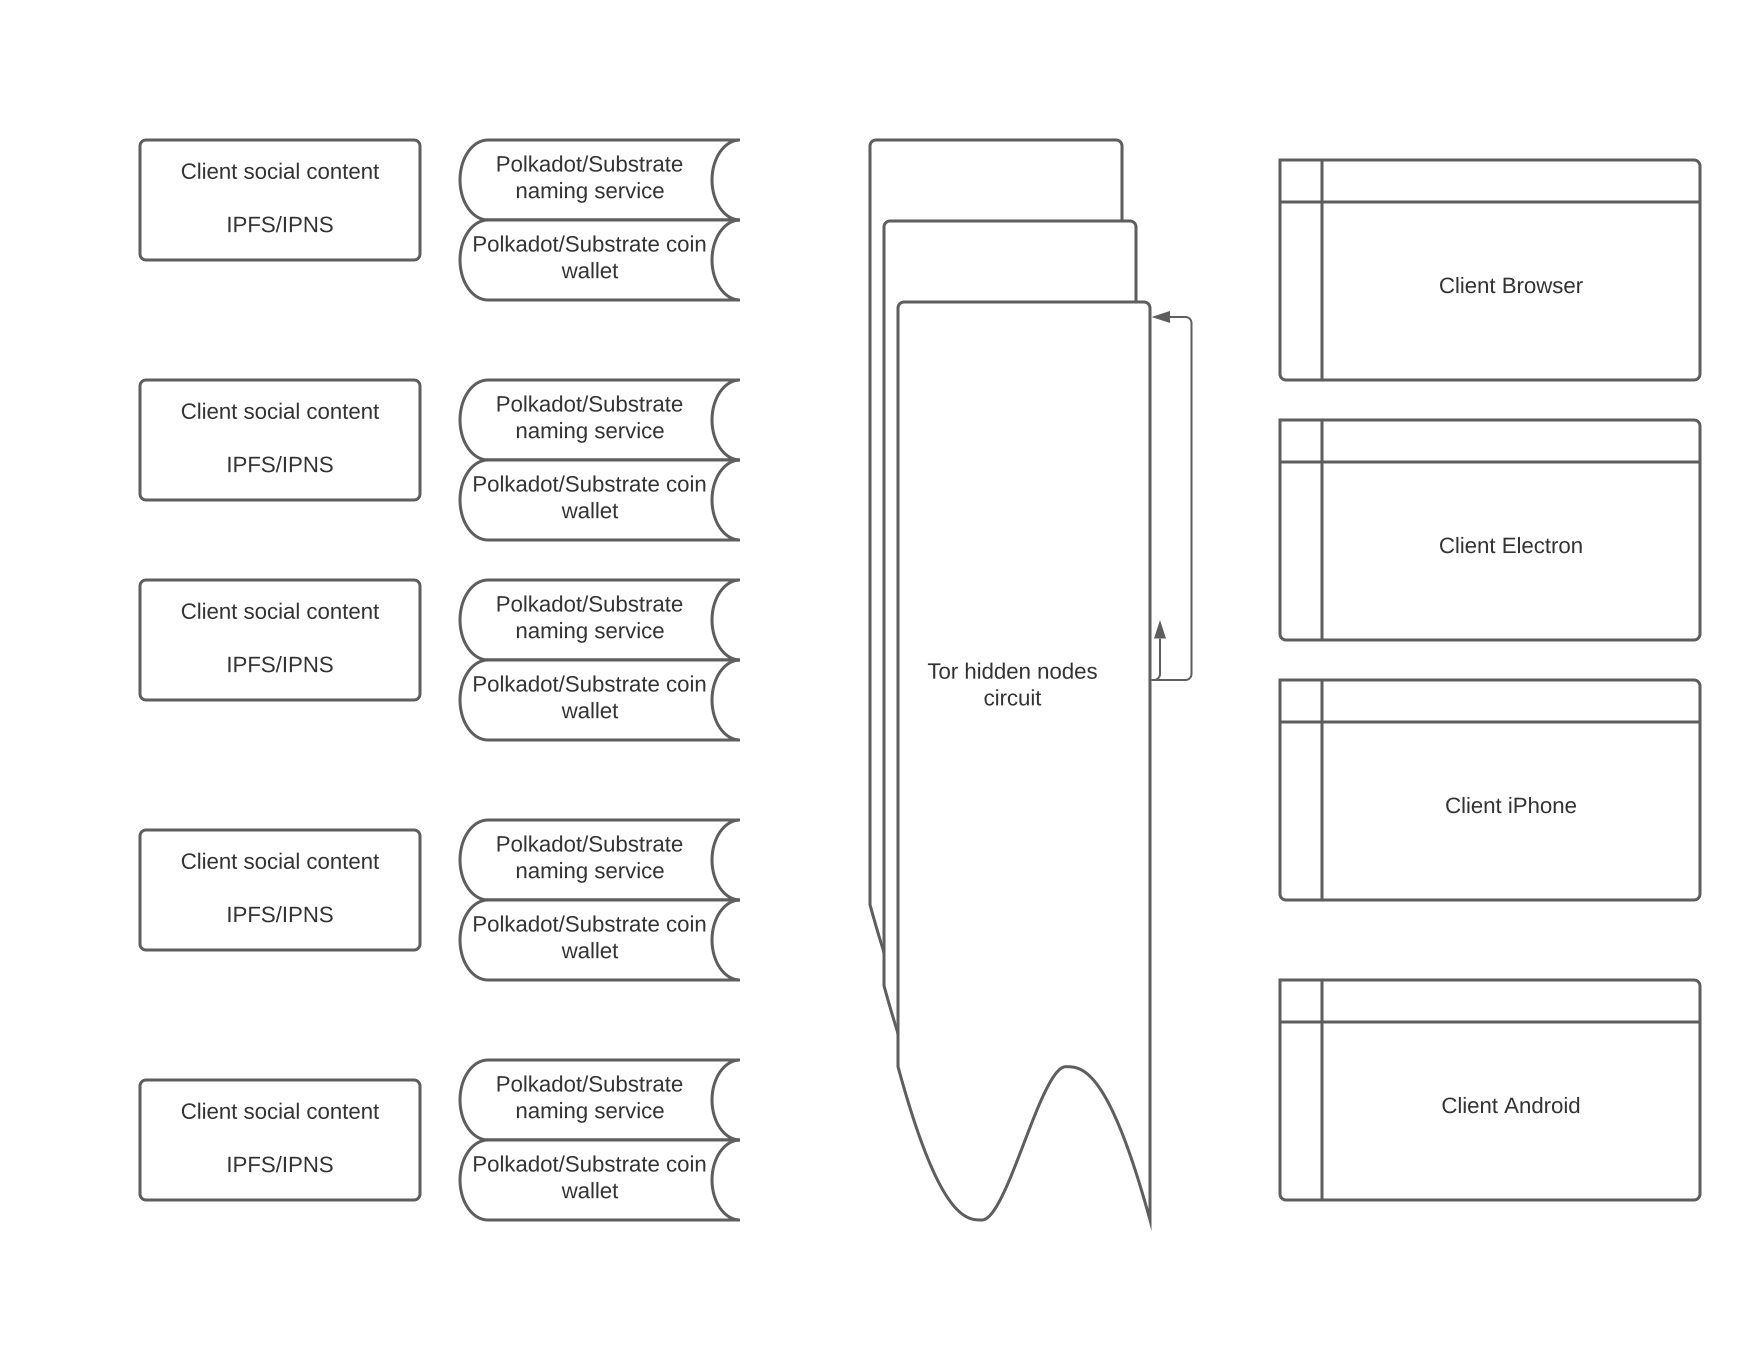 Client social content
IPFS/IPNS
Polkadot/Substrate
naming service
Polkadot/Substrate coin
wallet
Client social content
IPFS/IPNS
Polkadot/Substrate
naming service
Polkadot/Substrate coin
wallet
Client social content
IPFS/IPNS
Polkadot/Substrate
naming service
Polkadot/Substrate coin
wallet
Client social content
IPFS/IPNS
Polkadot/Substrate
naming service
Polkadot/Substrate coin
wallet
Client social content
IPFS/IPNS
Polkadot/Substrate
naming service
Polkadot/Substrate coin
wallet
Tor hidden nodes
circuit
Client Browser
Client Electron
Client iPhone
Client Android